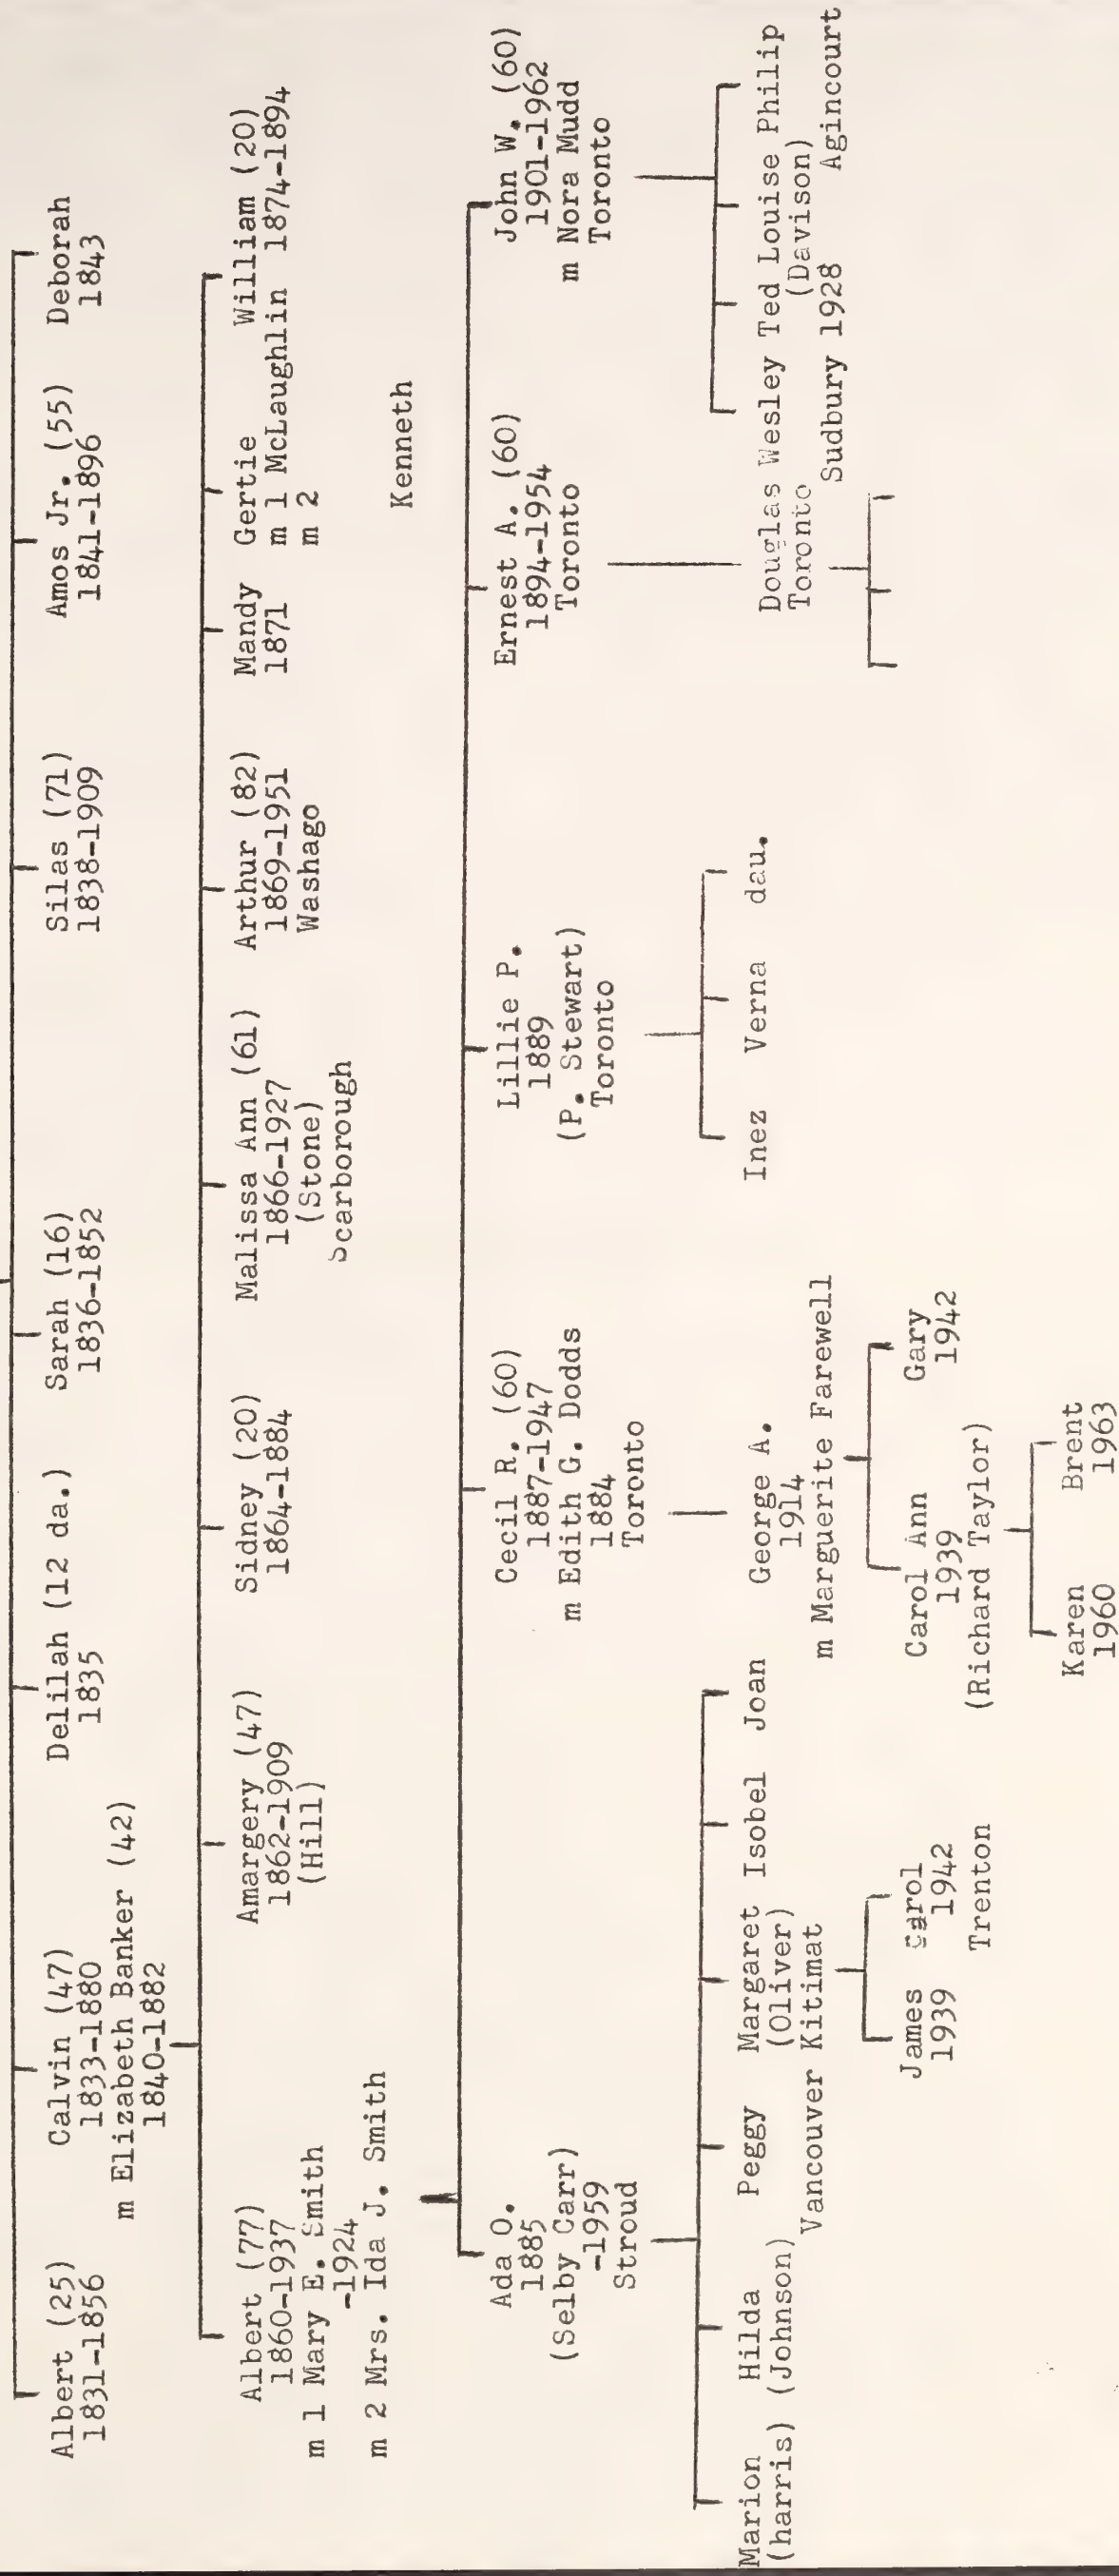 Albert (25)
1831-1856
Calvin (47)
1833-1880
m Elizabeth Banker (42)
1840-1882
Delilah (12 da.)
1835
Sarah (16)
1836-1852
Silas (71)
1838-1909
Amos Jr. (55)
1841-1896
Deborah
1843
Albert (77)
1860-1937
m 1 Mary E. Smith
-1924
m 2 Mrs. Ida J. Smith
Amargery (47)
1862-1909
(Hill)
Sidney (20)
1864-1884
Malissa Ann (61)
1866-1927
(Stone)
Scarborough
Arthur (82)
1869-1951
Washago
Mandy
1871
Gertie
m 1 McLaughlin
m 2
William (20)
1874-1894
Kenneth
Ada O.
1885
(Selby Carr)
-1959
Stroud
Cecil R. (60)
1887-1947
m Edith G. Dodds
1884
Toronto
Lillie P.
1889
(P. Stewart)
Toronto
Ernest A. (60)
1894-1954
Toronto
John W. (60)
1901-1962
m Nora Mudd
Toronto
Marion
(harris)
Hilda
(Johnson)
Peggy
Vancouver
Margaret
(Oliver)
Kitimat
Isobel
Joan
George A.
1914
m Marguerite Farewell
Inez
Verna
dau.
Douglas
Toronto
Wesley
Sudbury
Ted
1928
Louise
(Davison)
Philip
Agincourt
James
1939
Carol
1942
Trenton
Carol Ann
1939
(Richard Taylor)
Gary
1942
Karen
1960
Brent
1963